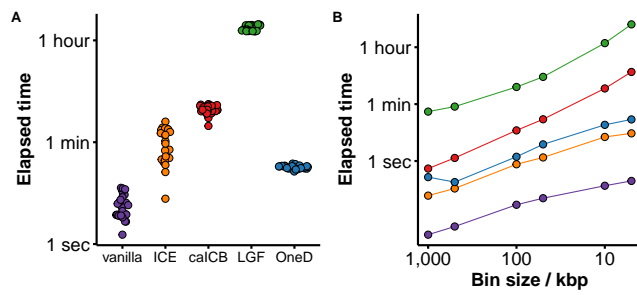 A
Elapsed time
1 hour
1 min
1 sec
vanilla
ICE
caICB
LGF
OneD
B
Elapsed time
1 hour
1 min
1 sec
1,000
100
10
Bin size / kbp